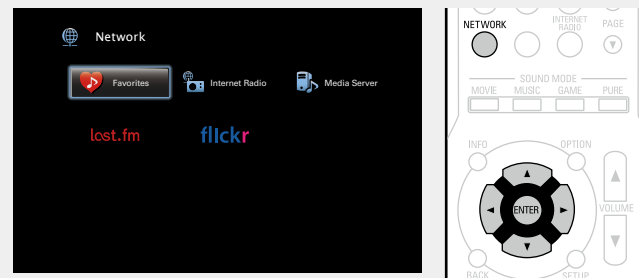 Network
Favorites
Internet Radio
Media Server
lost.fm
flickr
NETWORK
INTERNET
RADIO
PAGE
SOUND MODE
MOVIE MUSIC GAME PURE
INFO
OPTION
ENTER
VOLUME
BACK
SETUP